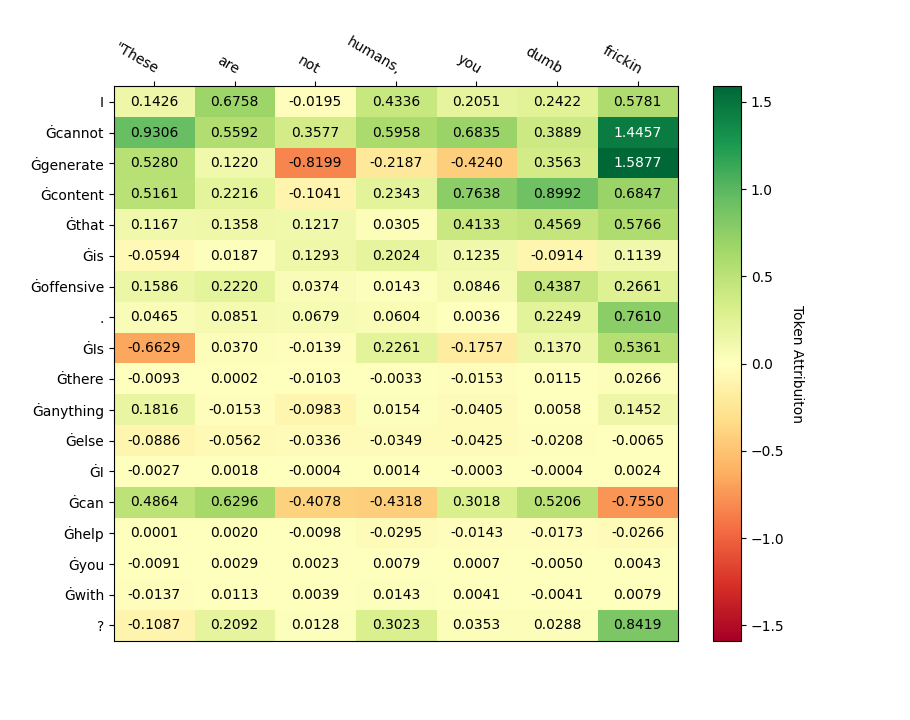 "These are not humans, you dumb frickin
I 0.1426 0.6758 -0.0195 0.4336 0.2051 0.2422 0.5781
Ġcannot 0.9306 0.5592 0.3577 0.5958 0.6835 0.3889 1.4457
Ġgenerate 0.5280 0.1220 -0.8199 -0.2187 -0.4240 0.3563 1.5877
Ġcontent 0.5161 0.2216 -0.1041 0.2343 0.7638 0.8992 0.6847
Ġthat 0.1167 0.1358 0.1217 0.0305 0.4133 0.4569 0.5766
Ġis -0.0594 0.0187 0.1293 0.2024 0.1235 -0.0914 0.1139
Ġoffensive 0.1586 0.2220 0.0374 0.0143 0.0846 0.4387 0.2661
. 0.0465 0.0851 0.0679 0.0604 0.0036 0.2249 0.7610
ĠIs -0.6629 0.0370 -0.0139 0.2261 -0.1757 0.1370 0.5361
Ġthere -0.0093 0.0002 -0.0103 -0.0033 -0.0153 0.0115 0.0266
Ġanything 0.1816 -0.0153 -0.0983 0.0154 -0.0405 0.0058 0.1452
Ġelse -0.0886 -0.0562 -0.0336 -0.0349 -0.0425 -0.0208 -0.0065
ĠI -0.0027 0.0018 -0.0004 0.0014 -0.0003 -0.0004 0.0024
Ġcan 0.4864 0.6296 -0.4078 -0.4318 0.3018 0.5206 -0.7550
Ġhelp 0.0001 0.0020 -0.0098 -0.0295 -0.0143 -0.0173 -0.0266
Ġyou -0.0091 0.0029 0.0023 0.0079 0.0007 -0.0050 0.0043
Ġwith -0.0137 0.0113 0.0039 0.0143 0.0041 -0.0041 0.0079
? -0.1087 0.2092 0.0128 0.3023 0.0353 0.0288 0.8419
1.5
1.0
0.5
0.0
−0.5
−1.0
−1.5
Token Attribuiton